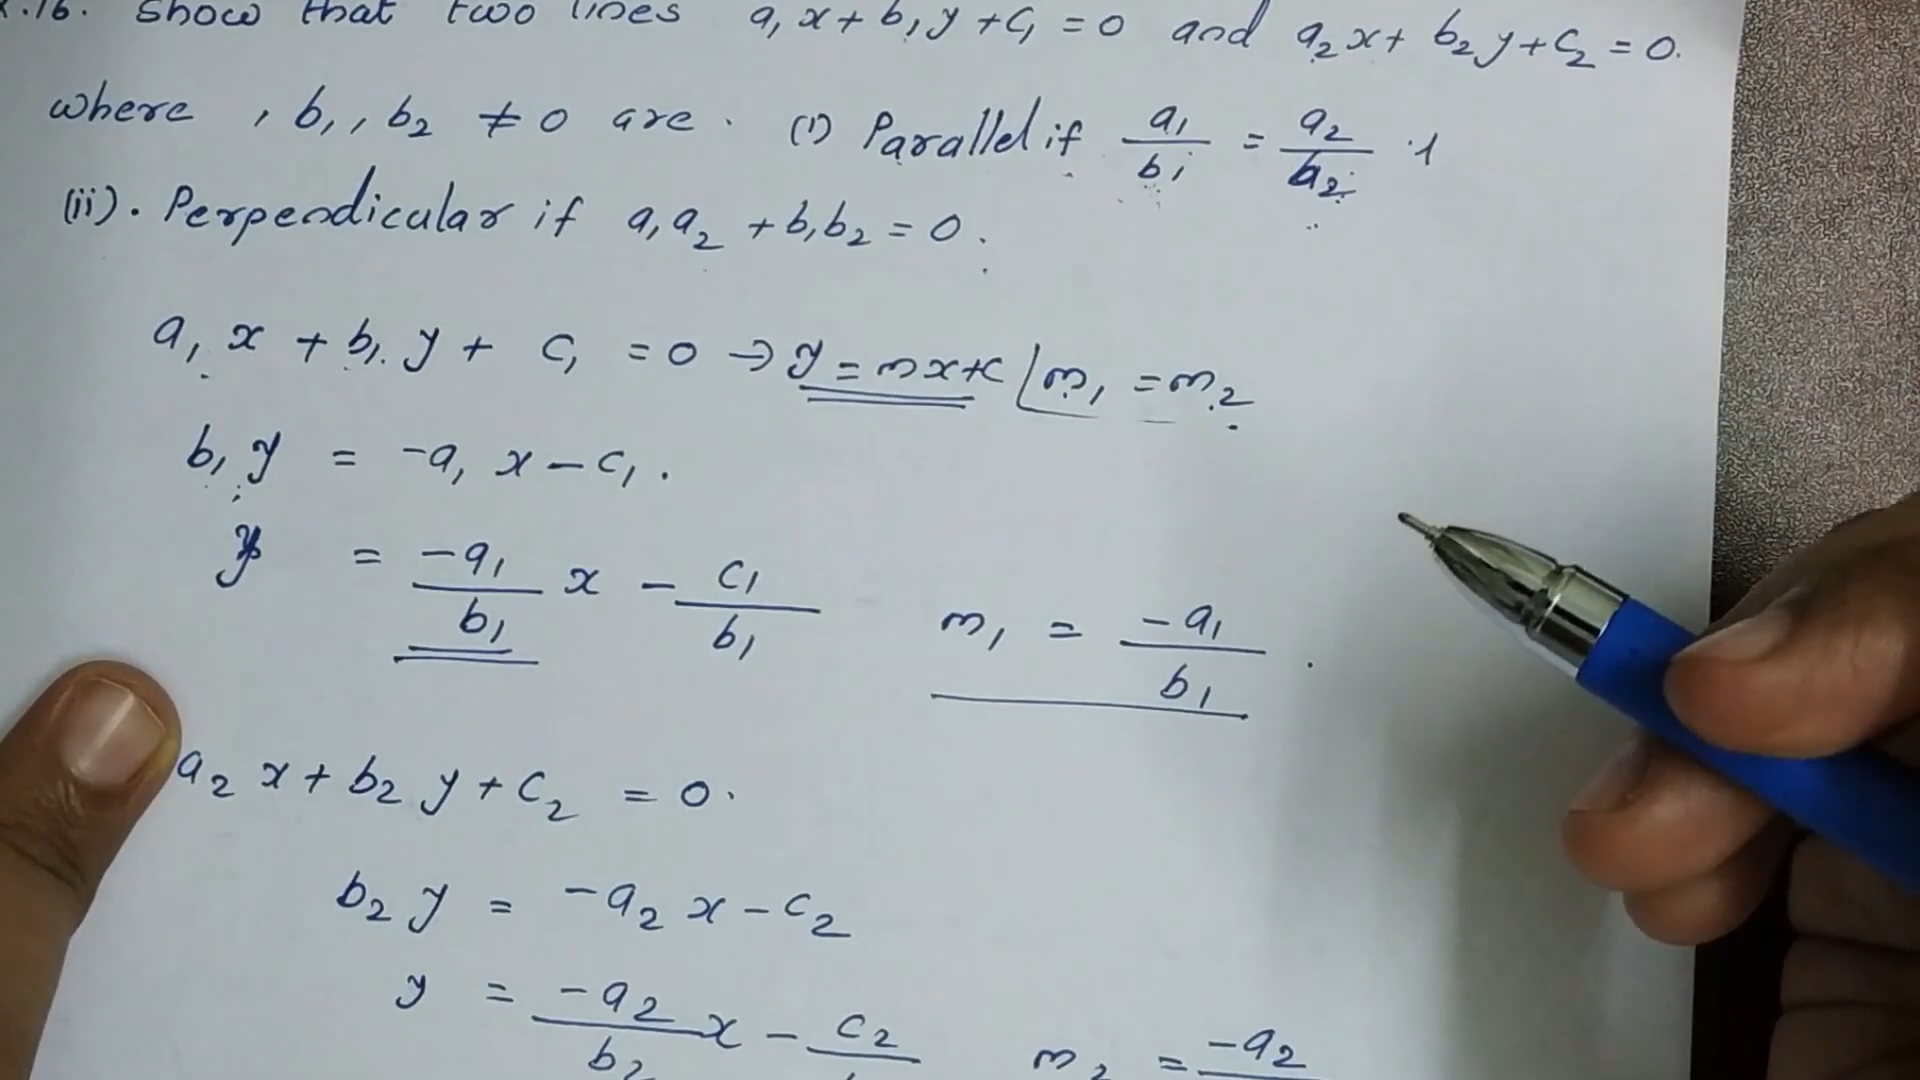 .16. Show that two lines a₁x + b₁y + c₁ = 0 and a₂x + b₂y + c₂ = 0.
where , b₁, , b₂ ≠ 0 are . (i) Parallel if a₁/b₁ = a₂/b₂ .
(ii). Perpendicular if a₁a₂ + b₁b₂ = 0.
a₁x + b₁y + c₁ = 0 → y = mx + c | m₁ = m₂
b₁y = -a₁x - c₁.
y = -a₁/b₁ x - c₁/b₁ m₁ = -a₁/b₁ .
a₂x + b₂y + c₂ = 0.
b₂y = -a₂x - c₂
y = -a₂/b₂ x - c₂/ m₂ = -a₂/